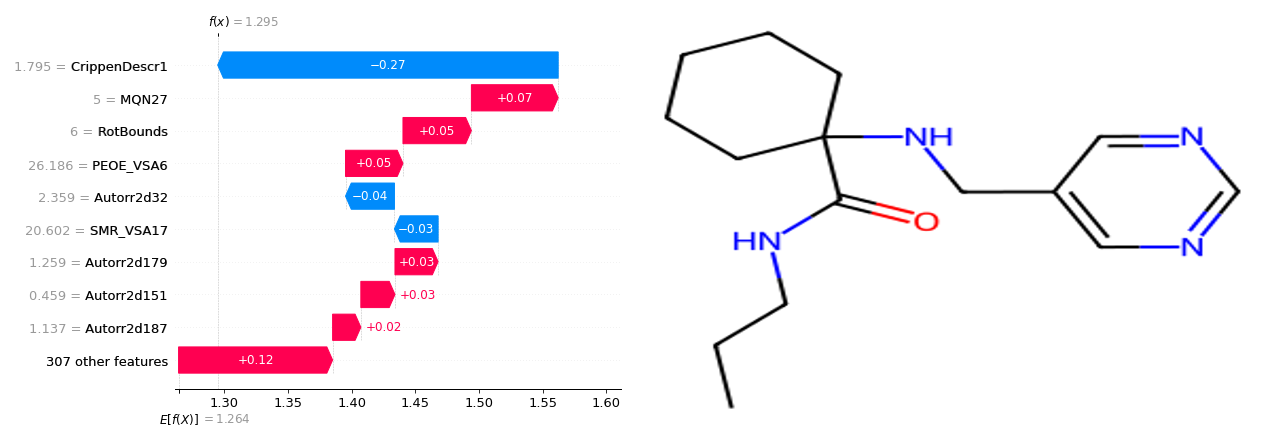 f(x) = 1.295
1.795 = CrippenDescr1
−0.27
5 = MQN27
+0.07
6 = RotBounds
+0.05
26.186 = PEOE_VSA6
+0.05
2.359 = Autorr2d32
−0.04
20.602 = SMR_VSA17
−0.03
1.259 = Autorr2d179
+0.03
0.459 = Autorr2d151
+0.03
1.137 = Autorr2d187
+0.02
307 other features
+0.12
1.30 1.35 1.40 1.45 1.50 1.55 1.60
E[f(X)] = 1.264
NH
N
O
HN
N